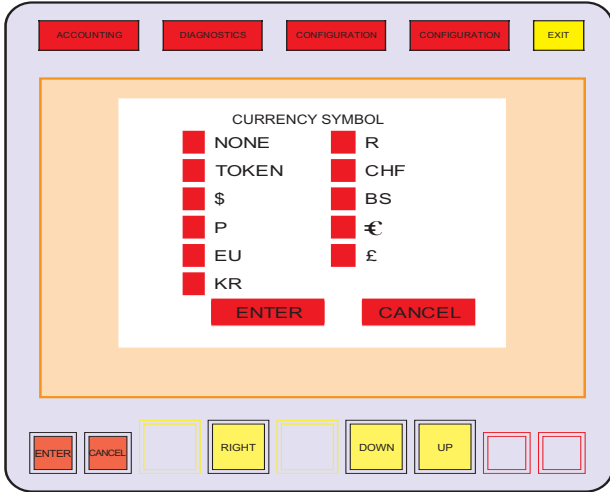 ACCOUNTING DIAGNOSTICS CONFIGURATION CONFIGURATION EXIT
CURRENCY SYMBOL
NONE R
TOKEN CHF
$ BS
P €
EU £
KR
ENTER CANCEL
ENTER CANCEL RIGHT DOWN UP